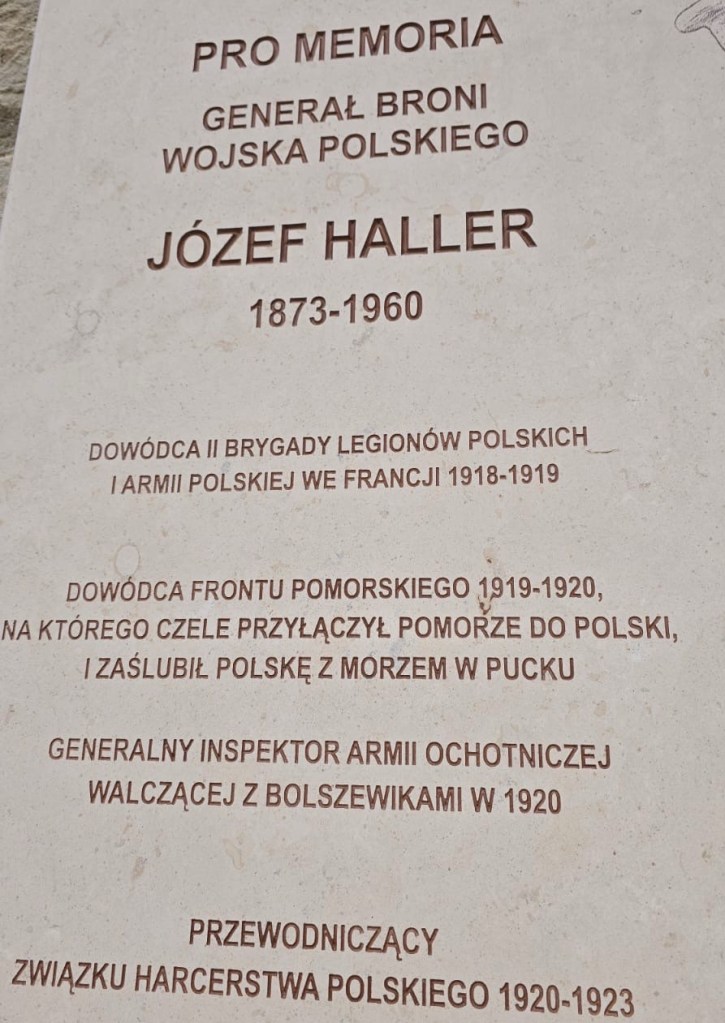 PRO MEMORIA
GENERAŁ BRONI
WOJSKA POLSKIEGO
JÓZEF HALLER
1873-1960
DOWÓDCA II BRYGADY LEGIONÓW POLSKICH
I ARMII POLSKIEJ WE FRANCJI 1918-1919
DOWÓDCA FRONTU POMORSKIEGO 1919-1920,
NA KTÓREGO CZELE PRZYŁĄCZYŁ POMORZE DO POLSKI,
I ZAŚLUBIŁ POLSKĘ Z MORZEM W PUCKU
GENERALNY INSPEKTOR ARMII OCHOTNICZEJ
WALCZĄCEJ Z BOLSZEWIKAMI W 1920
PRZEWODNICZĄCY
ZWIĄZKU HARCERSTWA POLSKIEGO 1920-1923